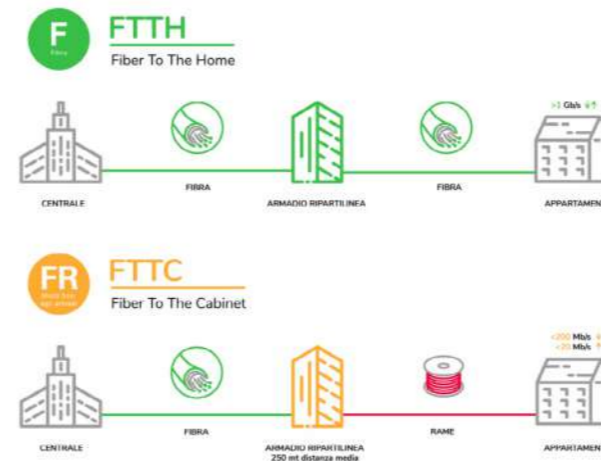 F
Fibra
FTTH
Fiber To The Home
>1 Gb/s ↓↑
FIBRA
FIBRA
CENTRALE
ARMADIO RIPARTILINEA
APPARTAMEN
FR
FTTC
Fiber To The Cabinet
<200 Mb/s ↓
<20 Mb/s ↑
FIBRA
RAME
CENTRALE
ARMADIO RIPARTILINEA
250 mt distanza media
APPARTAMEN